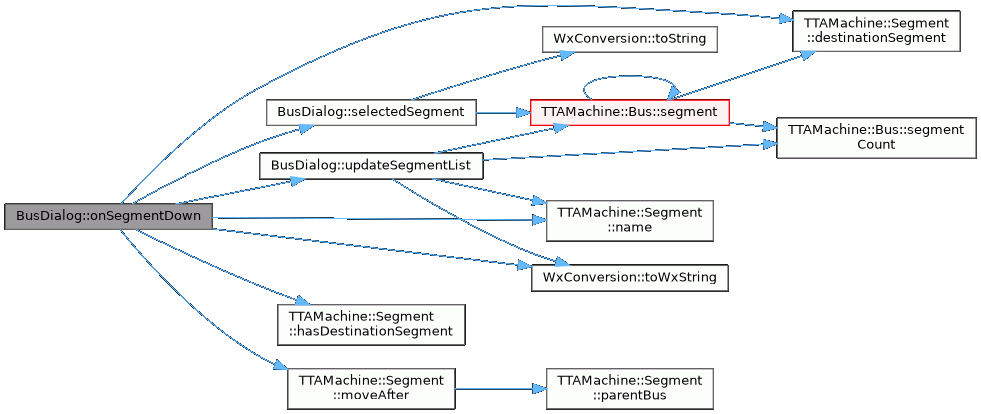 TTAMachine::Segment
::destinationSegment
WxConversion::toString
BusDialog::selectedSegment
TTAMachine::Bus::segment
TTAMachine::Bus::segment
Count
BusDialog::updateSegmentList
BusDialog::onSegmentDown
TTAMachine::Segment
::name
WxConversion::toWxString
TTAMachine::Segment
::hasDestinationSegment
TTAMachine::Segment
::moveAfter
TTAMachine::Segment
::parentBus